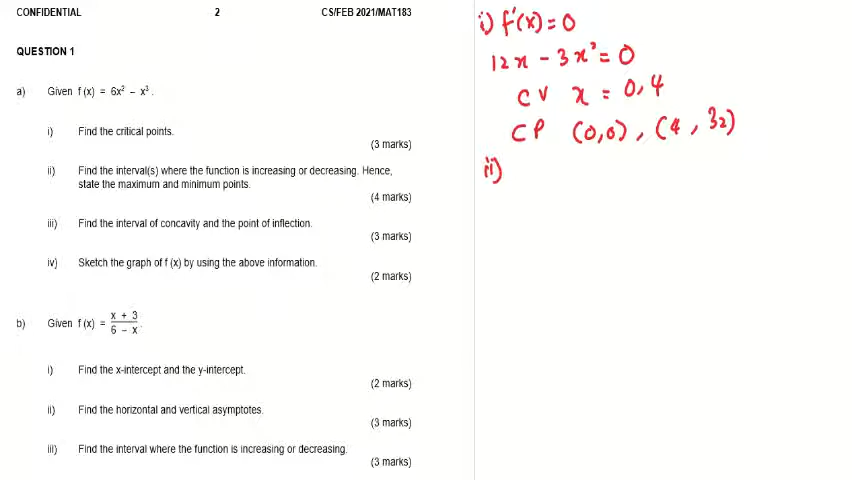 CONFIDENTIAL 2 CS/FEB 2021/MAT183
QUESTION 1
a) Given f (x) = 6x² − x³ .
i) Find the critical points.
(3 marks)
ii) Find the interval(s) where the function is increasing or decreasing. Hence,
state the maximum and minimum points.
(4 marks)
iii) Find the interval of concavity and the point of inflection.
(3 marks)
iv) Sketch the graph of f (x) by using the above information.
(2 marks)
b) Given f (x) = (x + 3)/(6 − x) .
i) Find the x-intercept and the y-intercept.
(2 marks)
ii) Find the horizontal and vertical asymptotes.
(3 marks)
iii) Find the interval where the function is increasing or decreasing.
(3 marks)
i) f'(x) = 0
12x − 3x² = 0
CV x = 0, 4
CP (0,0) , (4 , 32)
ii)